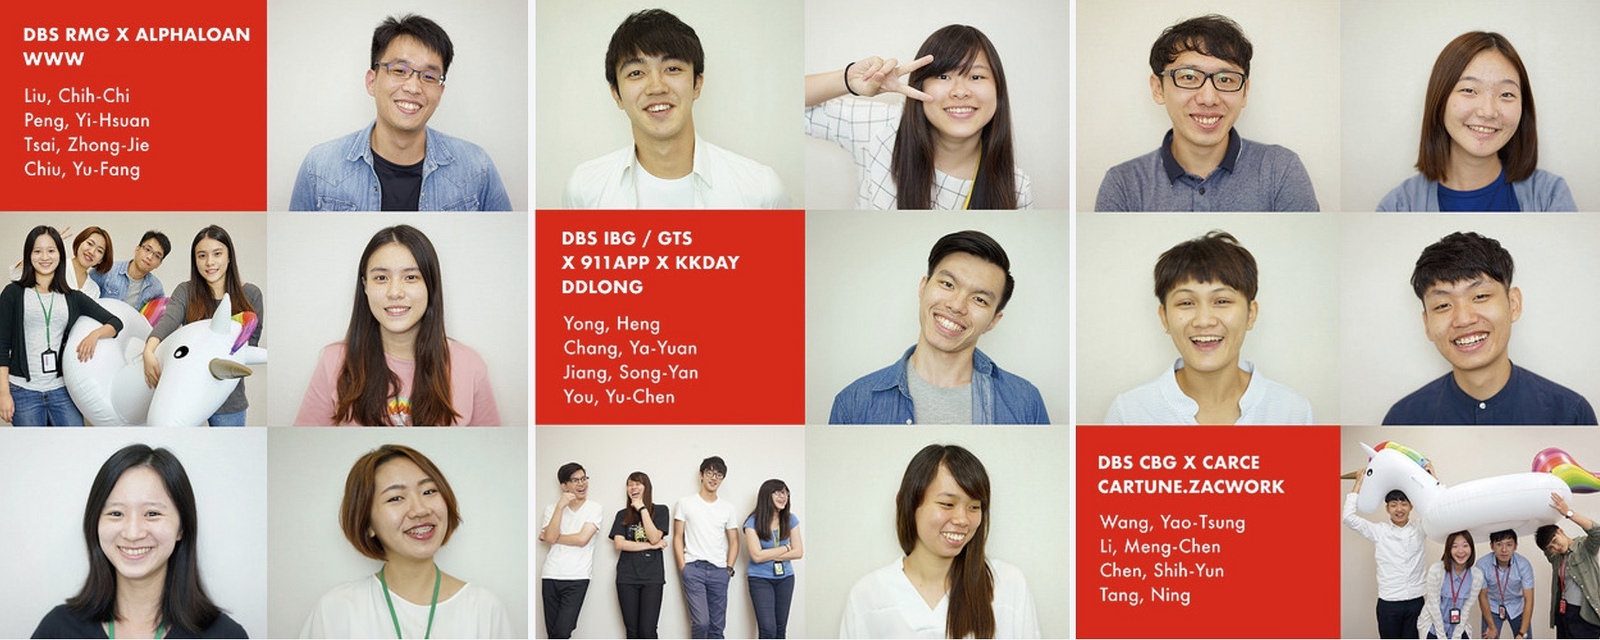 DBS RMG X ALPHALOAN
WWW
Liu, Chih-Chi
Peng, Yi-Hsuan
Tsai, Zhong-Jie
Chiu, Yu-Fang
DBS IBG / GTS
X 911APP X KKDAY
DDLONG
Yong, Heng
Chang, Ya-Yuan
Jiang, Song-Yan
You, Yu-Chen
DBS CBG X CARCE
CARTUNE.ZACWORK
Wang, Yao-Tsung
Li, Meng-Chen
Chen, Shih-Yun
Tang, Ning